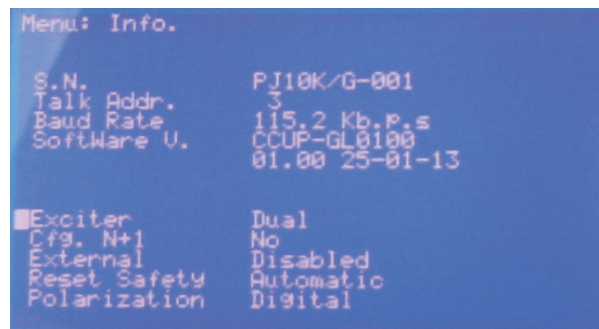 Menu: Info.
S.N. PJ10K/G-001
Talk Addr. 3
Baud Rate 115.2 Kb.p.s
SoftWare V. CCUP-GL0100
01.00 25-01-13
Exciter Dual
Cfg. N+1 No
External Disabled
Reset Safety Automatic
Polarization Digital